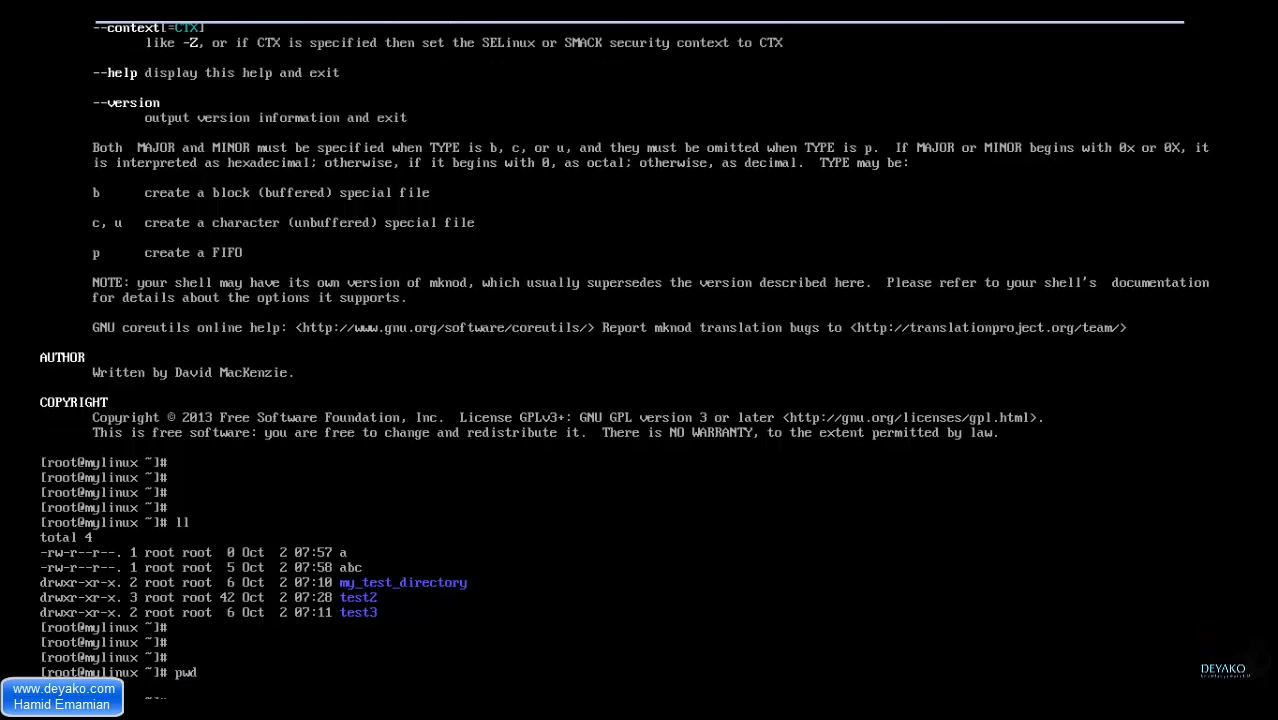 --context[=CTX]
like -Z, or if CTX is specified then set the SELinux or SMACK security context to CTX
--help display this help and exit
--version
output version information and exit
Both  MAJOR and MINOR must be specified when TYPE is b, c, or u, and they must be omitted when TYPE is p.  If MAJOR or MINOR begins with 0x or 0X, it
is interpreted as hexadecimal; otherwise, if it begins with 0, as octal; otherwise, as decimal.  TYPE may be:
b      create a block (buffered) special file
c, u   create a character (unbuffered) special file
p      create a FIFO
NOTE: your shell may have its own version of mknod, which usually supersedes the version described here.  Please refer to your shell's  documentation
for details about the options it supports.
GNU coreutils online help: <http://www.gnu.org/software/coreutils/> Report mknod translation bugs to <http://translationproject.org/team/>
AUTHOR
Written by David MacKenzie.
COPYRIGHT
Copyright © 2013 Free Software Foundation, Inc.  License GPLv3+: GNU GPL version 3 or later <http://gnu.org/licenses/gpl.html>.
This is free software: you are free to change and redistribute it.  There is NO WARRANTY, to the extent permitted by law.
[root@mylinux ~]#
[root@mylinux ~]#
[root@mylinux ~]#
[root@mylinux ~]#
[root@mylinux ~]# ll
total 4
-rw-r--r--. 1 root root  0 Oct  2 07:57 a
-rw-r--r--. 1 root root  5 Oct  2 07:58 abc
drwxr-xr-x. 2 root root  6 Oct  2 07:10 my_test_directory
drwxr-xr-x. 3 root root 42 Oct  2 07:28 test2
drwxr-xr-x. 2 root root  6 Oct  2 07:11 test3
[root@mylinux ~]#
[root@mylinux ~]#
[root@mylinux ~]#
[root@mylinux ~]# pwd
www.deyako.com
Hamid Emamian
DEYAKO